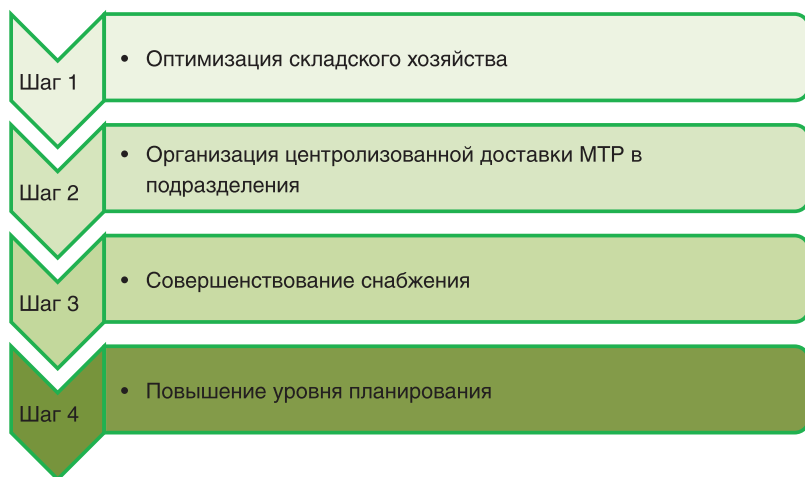 Шаг 1
• Оптимизация складского хозяйства
Шаг 2
• Организация центролизованной доставки МТР в
подразделения
Шаг 3
• Совершенствование снабжения
Шаг 4
• Повышение уровня планирования